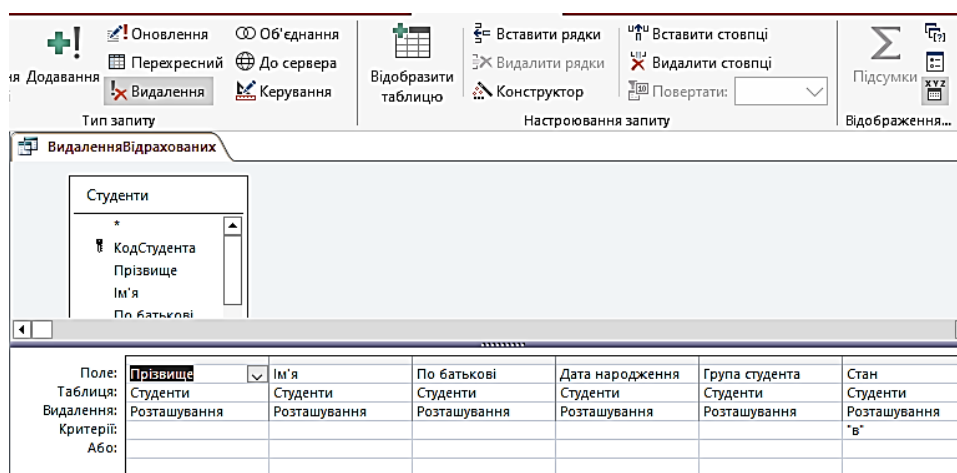 Оновлення Об'єднання Вставити рядки Вставити стовпці
ня Додавання Перехресний До сервера Відобразити таблицю Видалити рядки Видалити стовпці Підсумки
Видалення Керування Конструктор Повертати:
Тип запиту Настроювання запиту Відображення...
ВидаленняВідрахованих
Студенти
*
КодСтудента
Прізвище
Ім'я
По батькові
Поле: Прізвище Ім'я По батькові Дата народження Група студента Стан
Таблиця: Студенти Студенти Студенти Студенти Студенти Студенти
Видалення: Розташування Розташування Розташування Розташування Розташування Розташування
Критерії: "в"
Або: